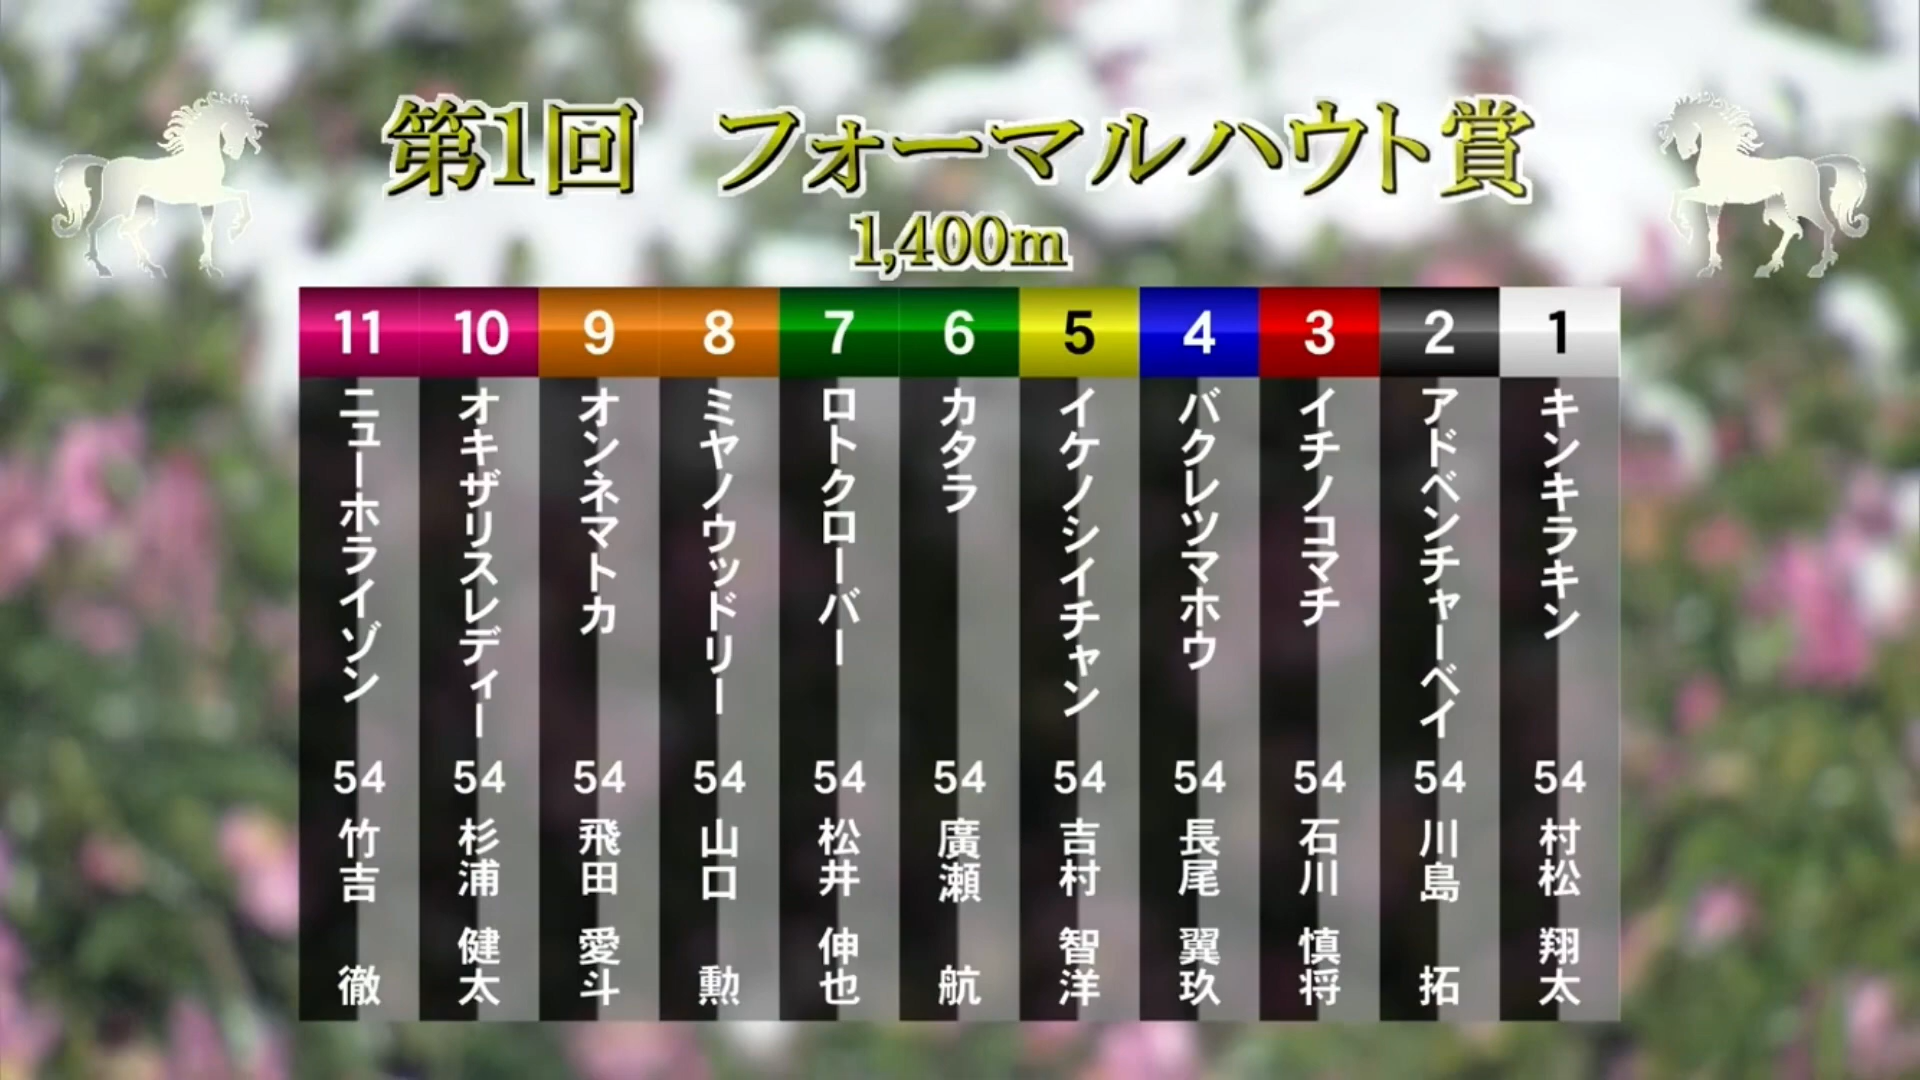 第1回 フォーマルハウト賞
1,400m
1 キンキラキン 54 村松 翔太
2 アドベンチャーベイ 54 川島 拓
3 イチノコマチ 54 石川 慎将
4 バクレツマホウ 54 長尾 翼玖
5 イケノシイチャン 54 吉村 智洋
6 カタラ 54 廣瀬 航
7 ロトクローバー 54 松井 伸也
8 ミヤノウッドリー 54 山口 勲
9 オンネマトカ 54 飛田 愛斗
10 オキザリスレディー 54 杉浦 健太
11 ニューホライゾン 54 竹吉 徹